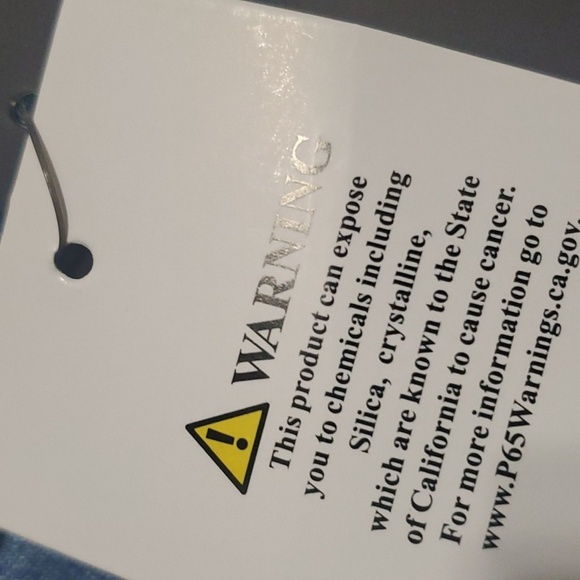 WARNING
This product can expose
you to chemicals including
Silica, crystalline,
which are known to the State
of California to cause cancer.
For more information go to
www.P65Warnings.ca.gov.